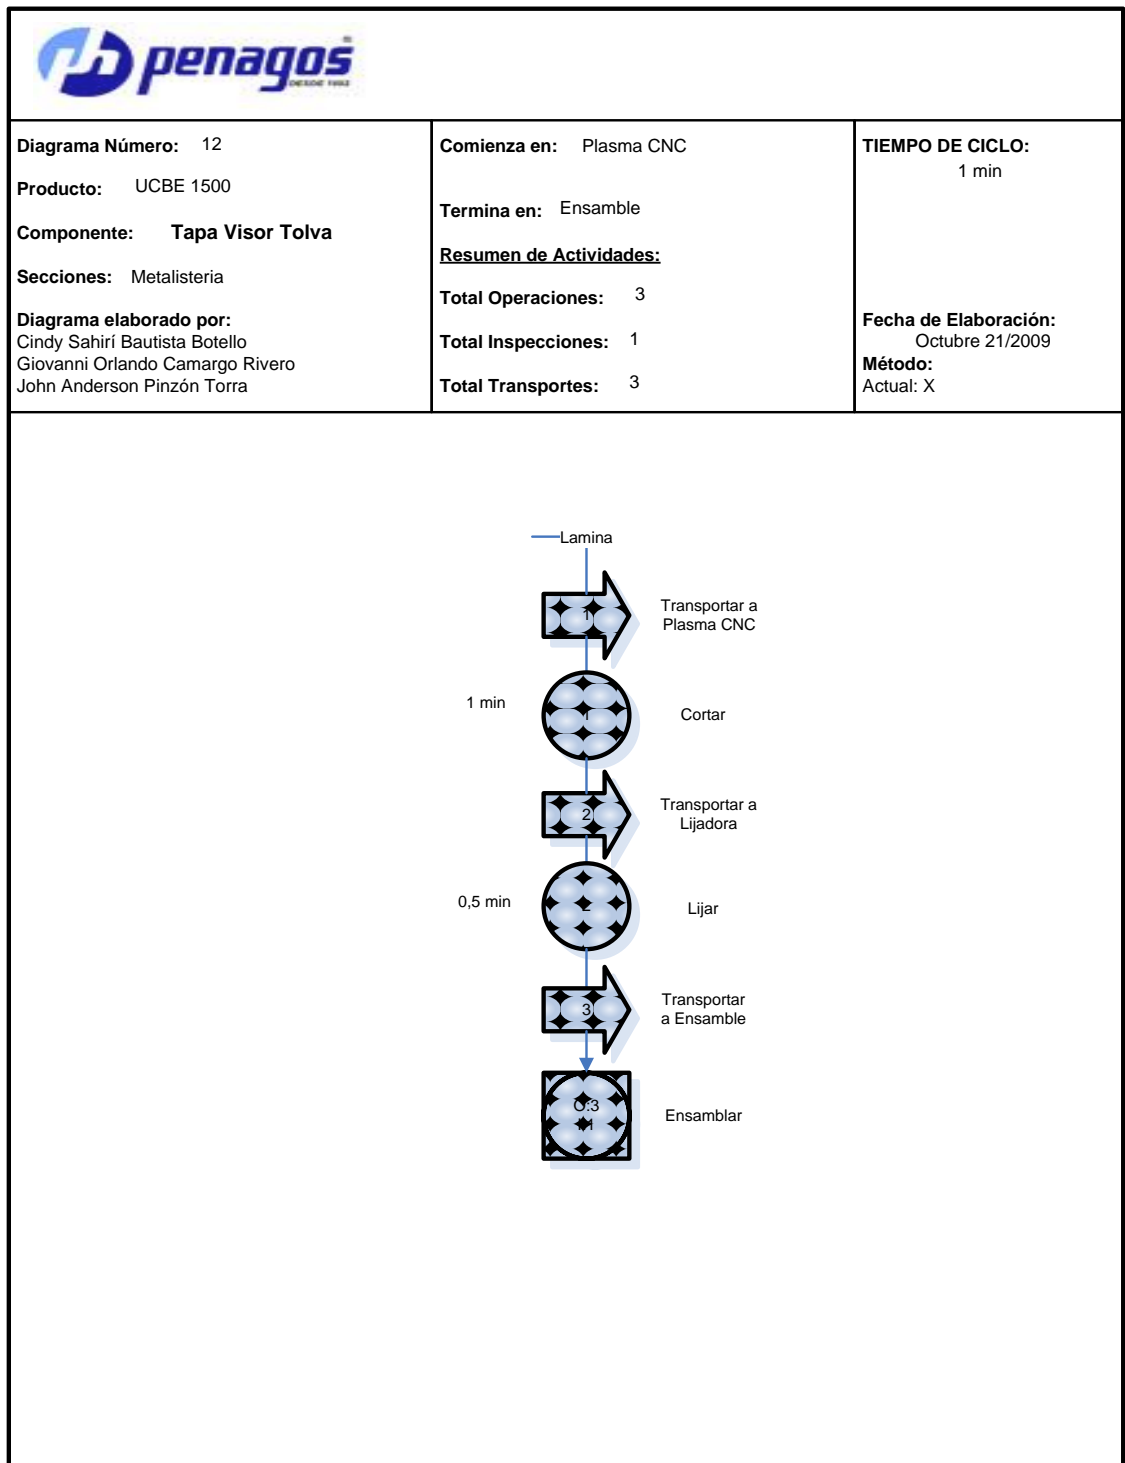 penagos
DESDE 1892
Diagrama Número: 12
Producto: UCBE 1500
Componente: Tapa Visor Tolva
Secciones: Metalisteria
Diagrama elaborado por:
Cindy Sahirí Bautista Botello
Giovanni Orlando Camargo Rivero
John Anderson Pinzón Torra
Comienza en: Plasma CNC
Termina en: Ensamble
Resumen de Actividades:
Total Operaciones: 3
Total Inspecciones: 1
Total Transportes: 3
TIEMPO DE CICLO:
1 min
Fecha de Elaboración:
Octubre 21/2009
Método:
Actual: X
Lamina
1
Transportar a
Plasma CNC
1 min
1
Cortar
2
Transportar a
Lijadora
0,5 min
2
Lijar
3
Transportar
a Ensamble
O:3
Ensamblar